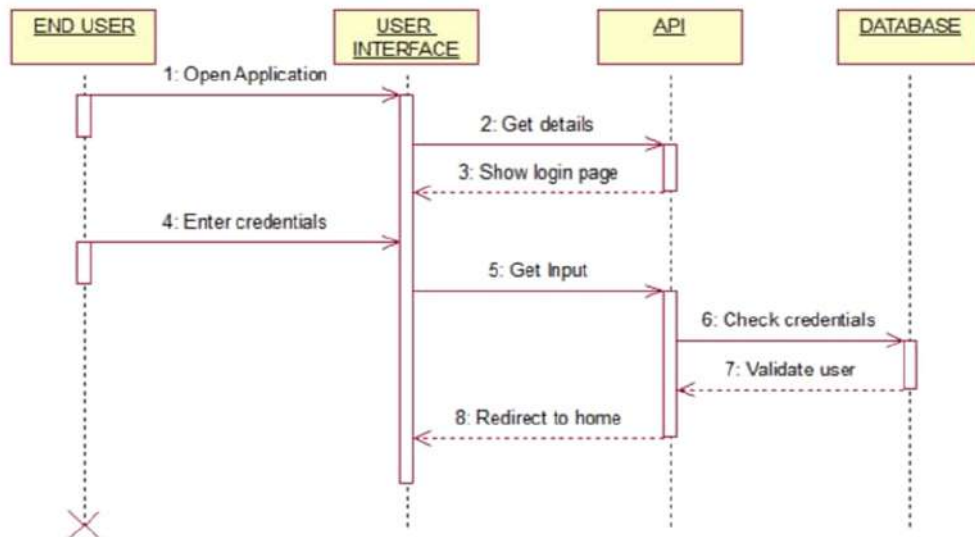 END USER
USER
INTERFACE
API
DATABASE
1: Open Application
2: Get details
3: Show login page
4: Enter credentials
5: Get Input
6: Check credentials
7: Validate user
8: Redirect to home